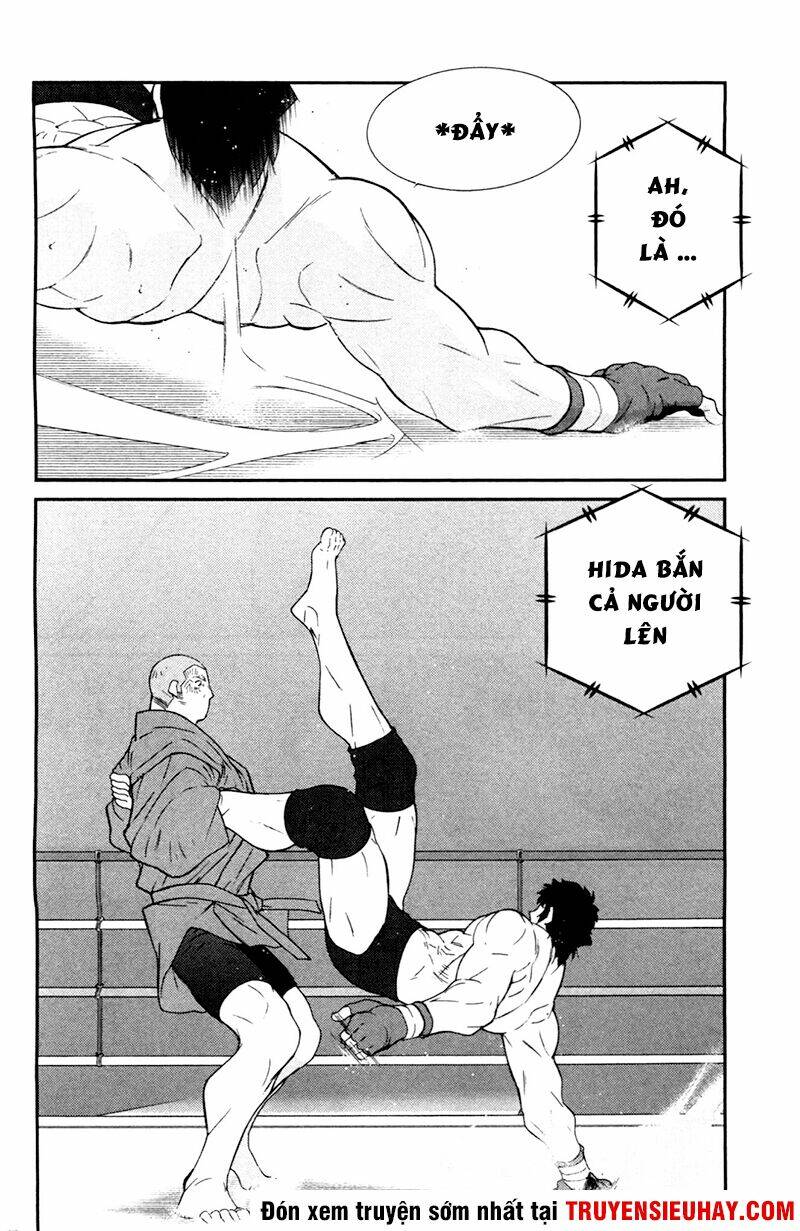 *ĐẨY*
AH,
ĐÓ
LÀ ...
HIDA BẮN
CẢ NGƯỜI
LÊN
Đón xem truyện sớm nhất tại TRUYENSIEUHAY.COM